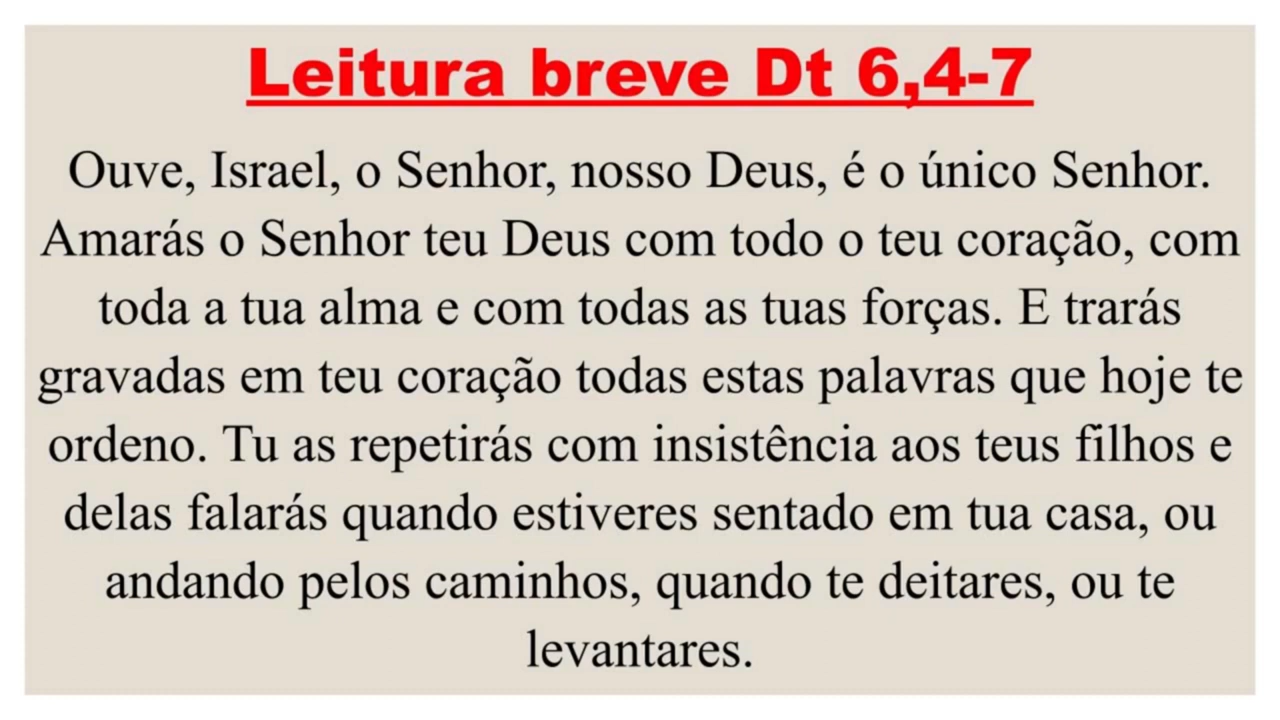 Leitura breve Dt 6,4-7
Ouve, Israel, o Senhor, nosso Deus, é o único Senhor.
Amarás o Senhor teu Deus com todo o teu coração, com
toda a tua alma e com todas as tuas forças. E trarás
gravadas em teu coração todas estas palavras que hoje te
ordeno. Tu as repetirás com insistência aos teus filhos e
delas falarás quando estiveres sentado em tua casa, ou
andando pelos caminhos, quando te deitares, ou te
levantares.